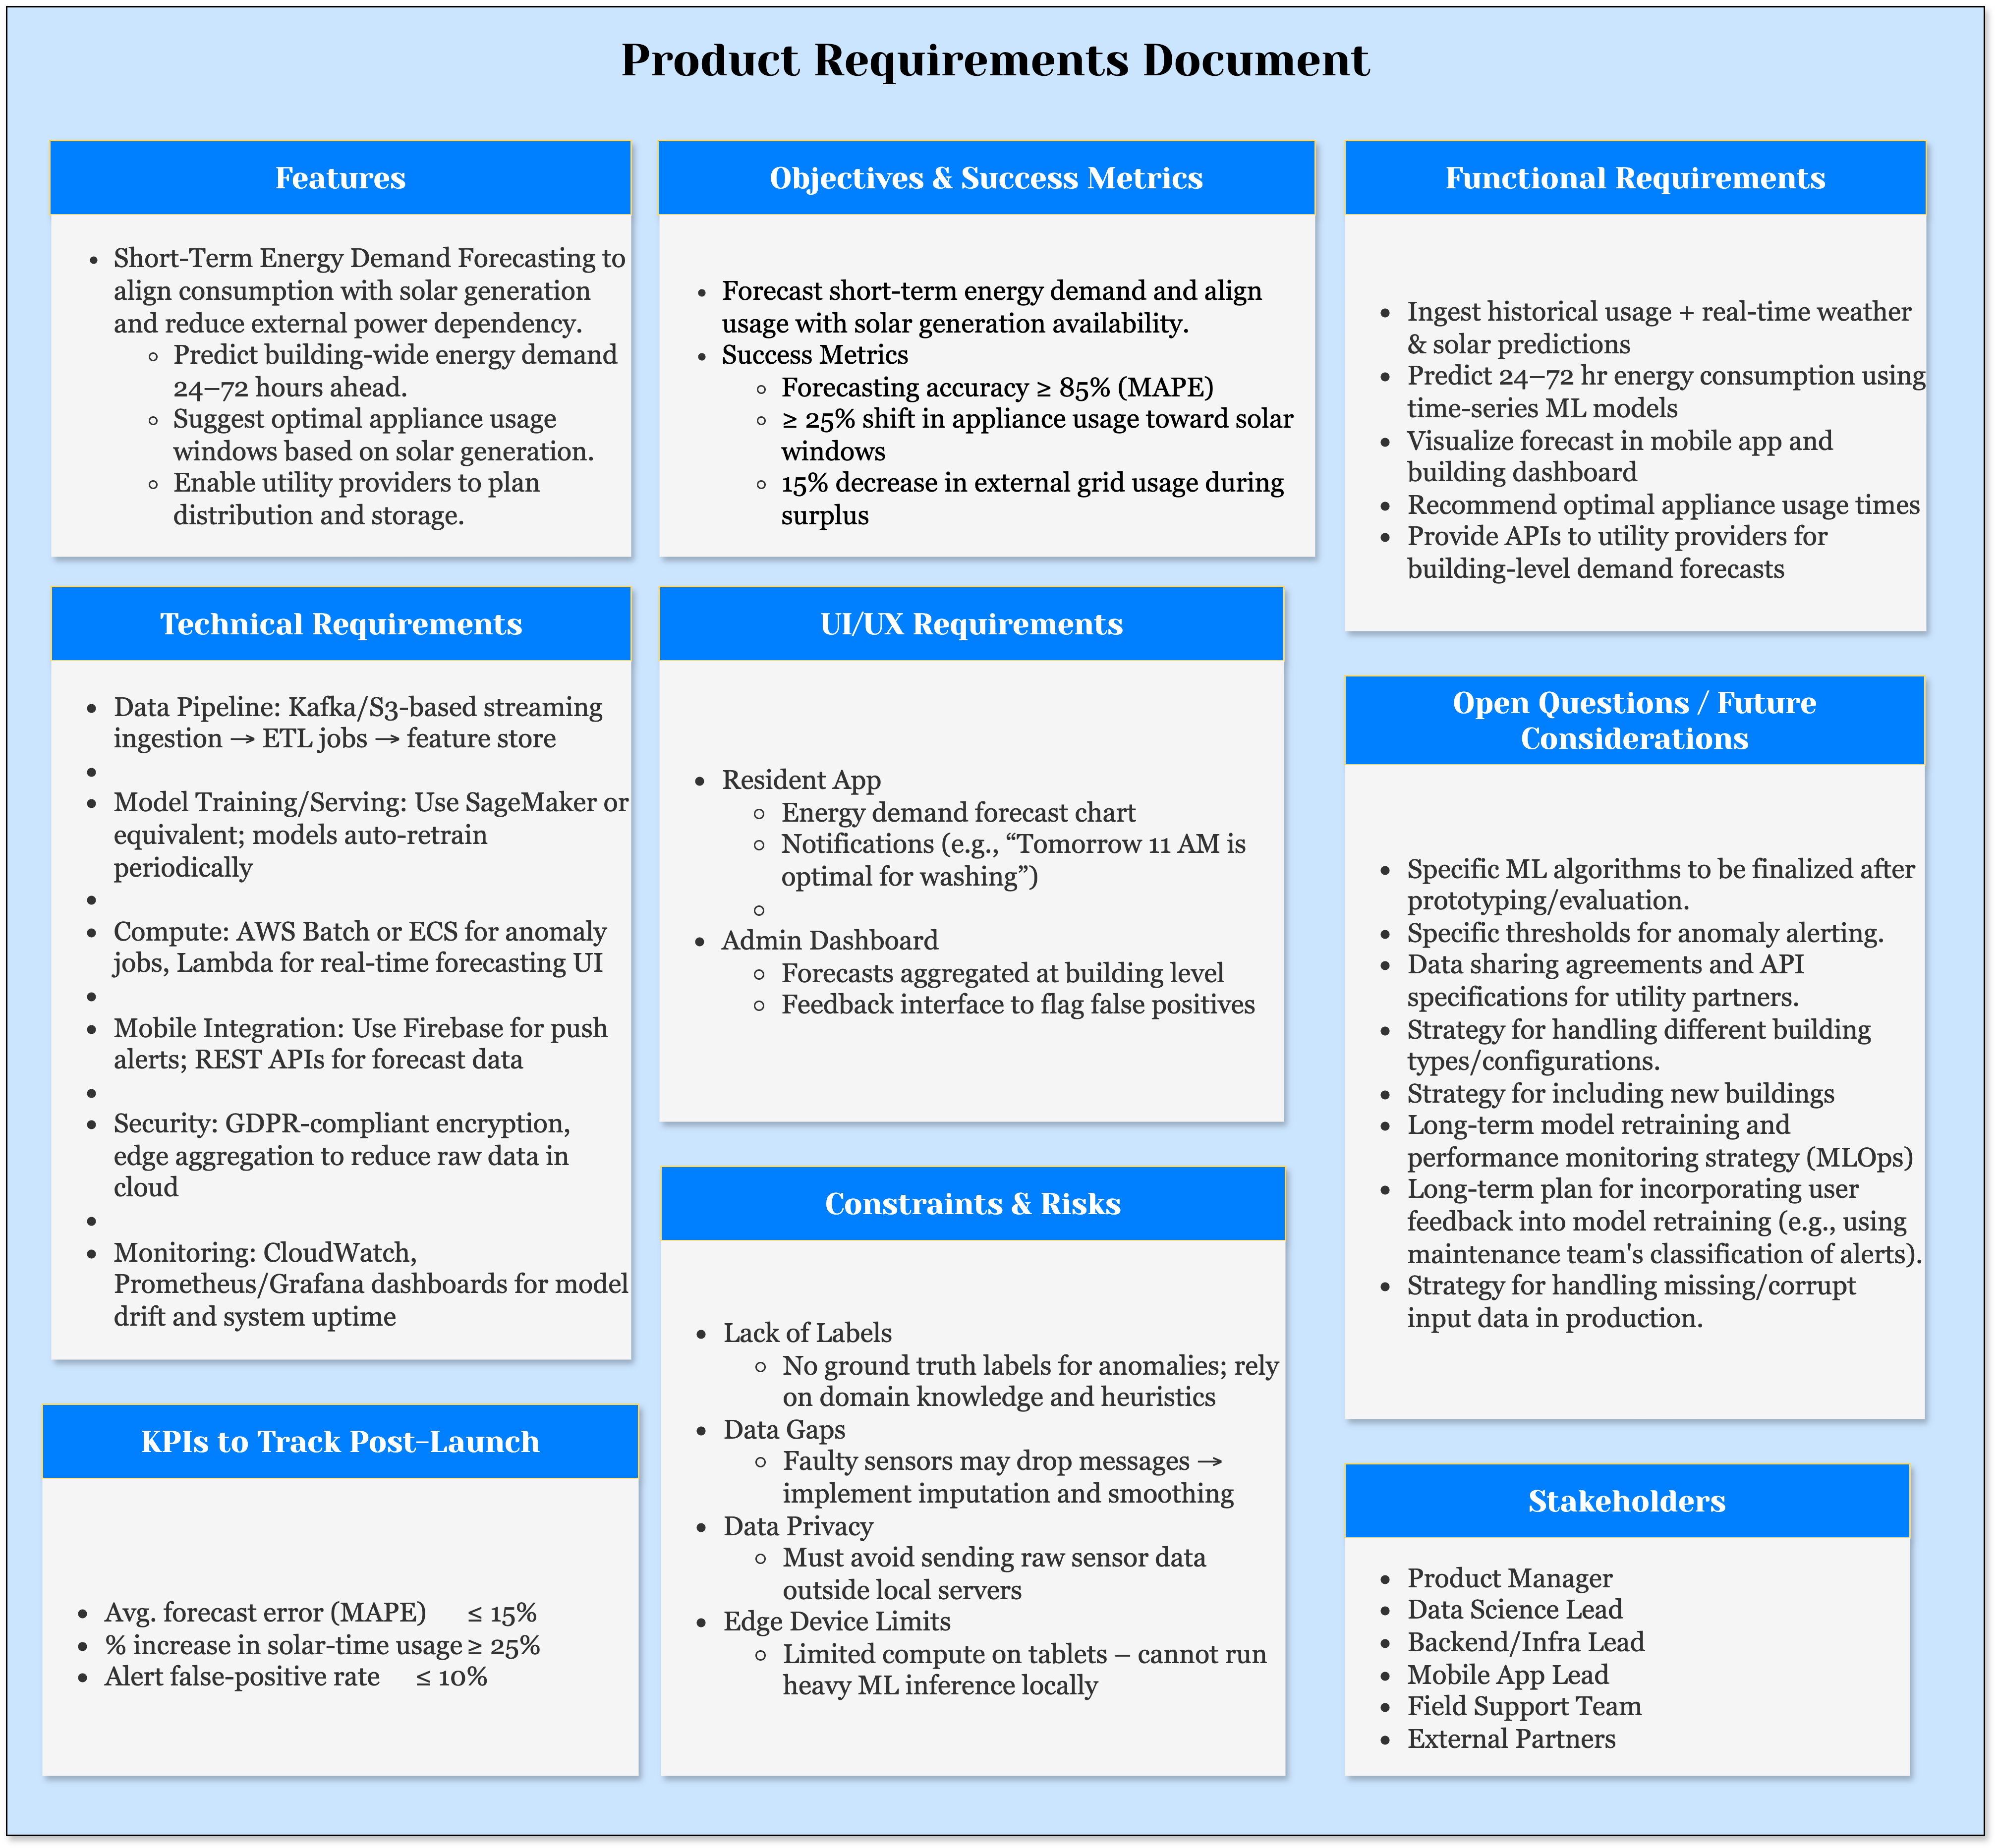 Product Requirements Document
Features
• Short-Term Energy Demand Forecasting to
align consumption with solar generation
and reduce external power dependency.
◦ Predict building-wide energy demand
24–72 hours ahead.
◦ Suggest optimal appliance usage
windows based on solar generation.
◦ Enable utility providers to plan
distribution and storage.
Objectives & Success Metrics
• Forecast short-term energy demand and align
usage with solar generation availability.
• Success Metrics
◦ Forecasting accuracy ≥ 85% (MAPE)
◦ ≥ 25% shift in appliance usage toward solar
windows
◦ 15% decrease in external grid usage during
surplus
Functional Requirements
• Ingest historical usage + real-time weather
& solar predictions
• Predict 24–72 hr energy consumption using
time-series ML models
• Visualize forecast in mobile app and
building dashboard
• Recommend optimal appliance usage times
• Provide APIs to utility providers for
building-level demand forecasts
Technical Requirements
• Data Pipeline: Kafka/S3-based streaming
ingestion → ETL jobs → feature store
•
• Model Training/Serving: Use SageMaker or
equivalent; models auto-retrain
periodically
•
• Compute: AWS Batch or ECS for anomaly
jobs, Lambda for real-time forecasting UI
•
• Mobile Integration: Use Firebase for push
alerts; REST APIs for forecast data
•
• Security: GDPR-compliant encryption,
edge aggregation to reduce raw data in
cloud
•
• Monitoring: CloudWatch,
Prometheus/Grafana dashboards for model
drift and system uptime
UI/UX Requirements
• Resident App
◦ Energy demand forecast chart
◦ Notifications (e.g., “Tomorrow 11 AM is
optimal for washing”)
◦
• Admin Dashboard
◦ Forecasts aggregated at building level
◦ Feedback interface to flag false positives
Open Questions / Future
Considerations
• Specific ML algorithms to be finalized after
prototyping/evaluation.
• Specific thresholds for anomaly alerting.
• Data sharing agreements and API
specifications for utility partners.
• Strategy for handling different building
types/configurations.
• Strategy for including new buildings
• Long-term model retraining and
performance monitoring strategy (MLOps)
• Long-term plan for incorporating user
feedback into model retraining (e.g., using
maintenance team's classification of alerts).
• Strategy for handling missing/corrupt
input data in production.
KPIs to Track Post-Launch
• Avg. forecast error (MAPE) ≤ 15%
• % increase in solar-time usage ≥ 25%
• Alert false-positive rate ≤ 10%
Constraints & Risks
• Lack of Labels
◦ No ground truth labels for anomalies; rely
on domain knowledge and heuristics
• Data Gaps
◦ Faulty sensors may drop messages →
implement imputation and smoothing
• Data Privacy
◦ Must avoid sending raw sensor data
outside local servers
• Edge Device Limits
◦ Limited compute on tablets – cannot run
heavy ML inference locally
Stakeholders
• Product Manager
• Data Science Lead
• Backend/Infra Lead
• Mobile App Lead
• Field Support Team
• External Partners